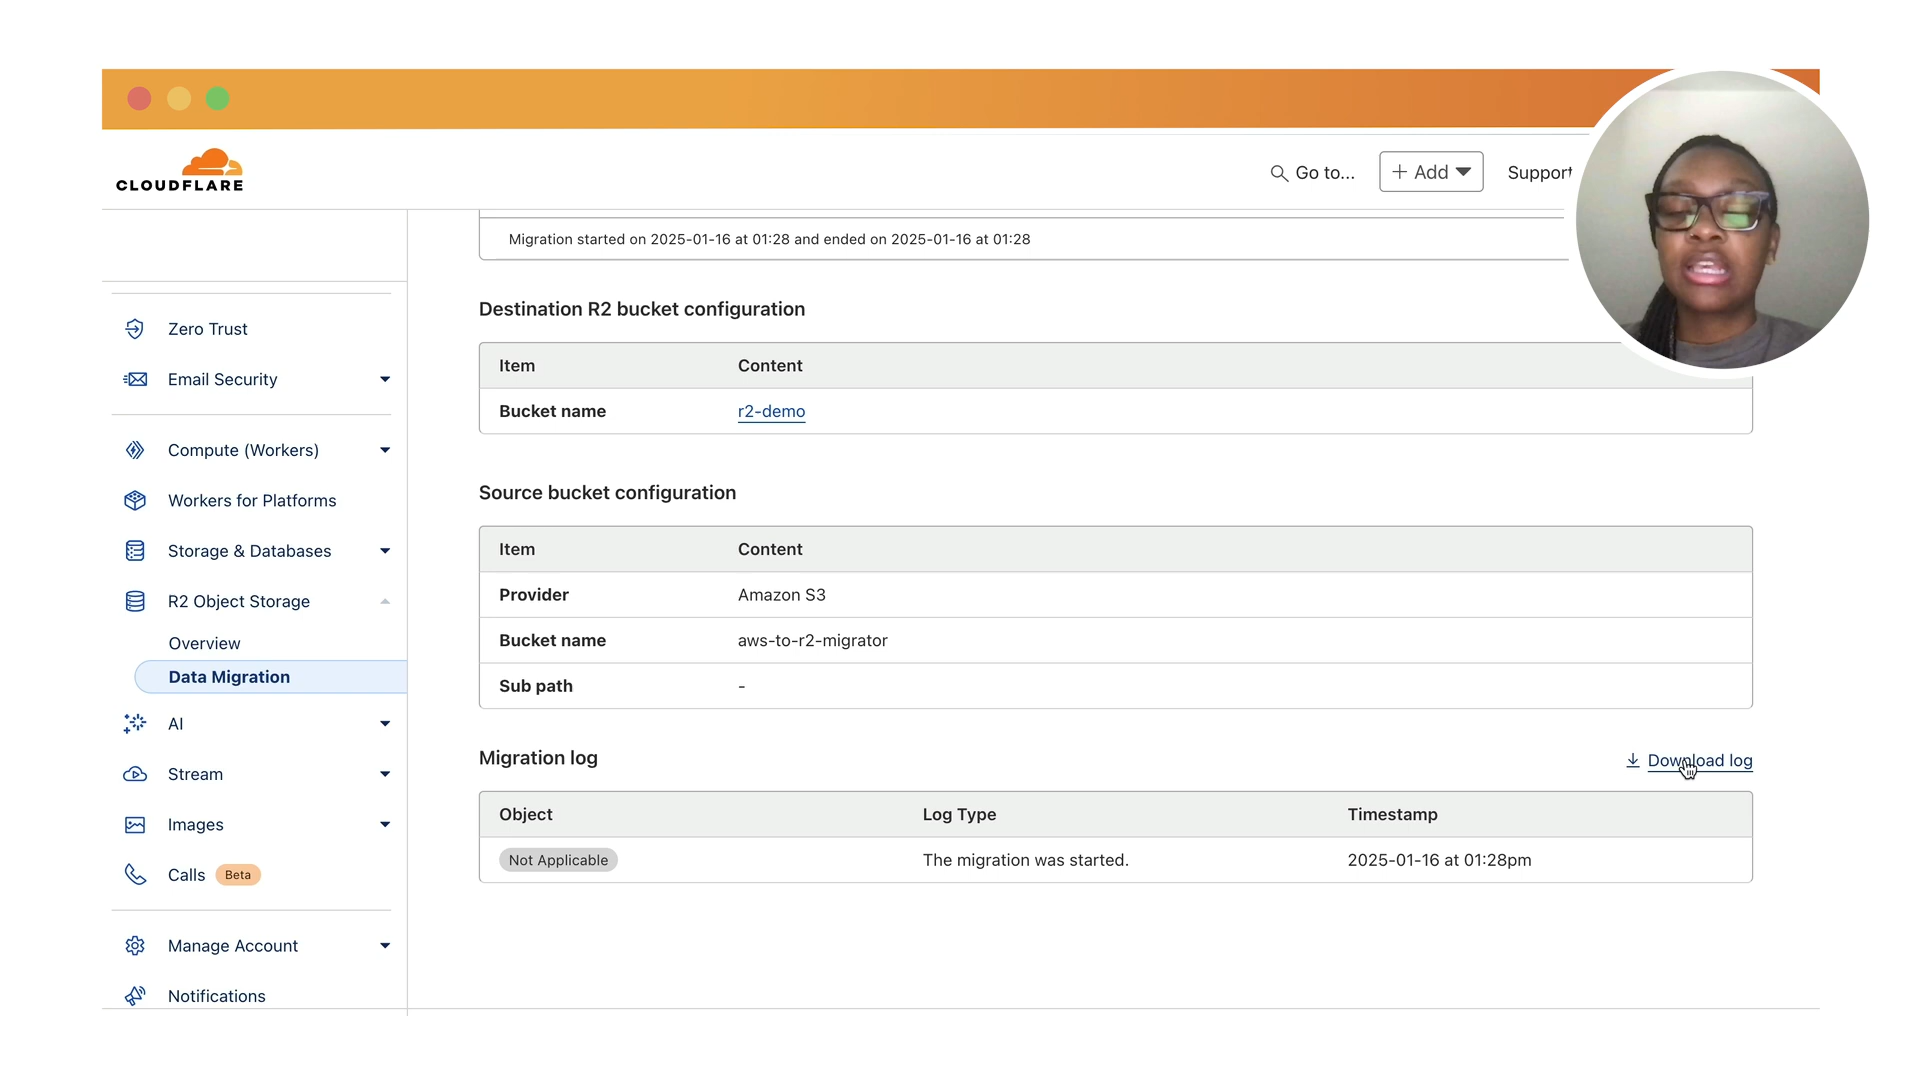 CLOUDFLARE
Go to...
+ Add
Support
Zero Trust
Email Security
Compute (Workers)
Workers for Platforms
Storage & Databases
R2 Object Storage
Overview
Data Migration
AI
Stream
Images
Calls Beta
Manage Account
Notifications
Migration started on 2025-01-16 at 01:28 and ended on 2025-01-16 at 01:28
Destination R2 bucket configuration
Item Content
Bucket name r2-demo
Source bucket configuration
Item Content
Provider Amazon S3
Bucket name aws-to-r2-migrator
Sub path -
Migration log
Download log
Object Log Type Timestamp
Not Applicable The migration was started. 2025-01-16 at 01:28pm